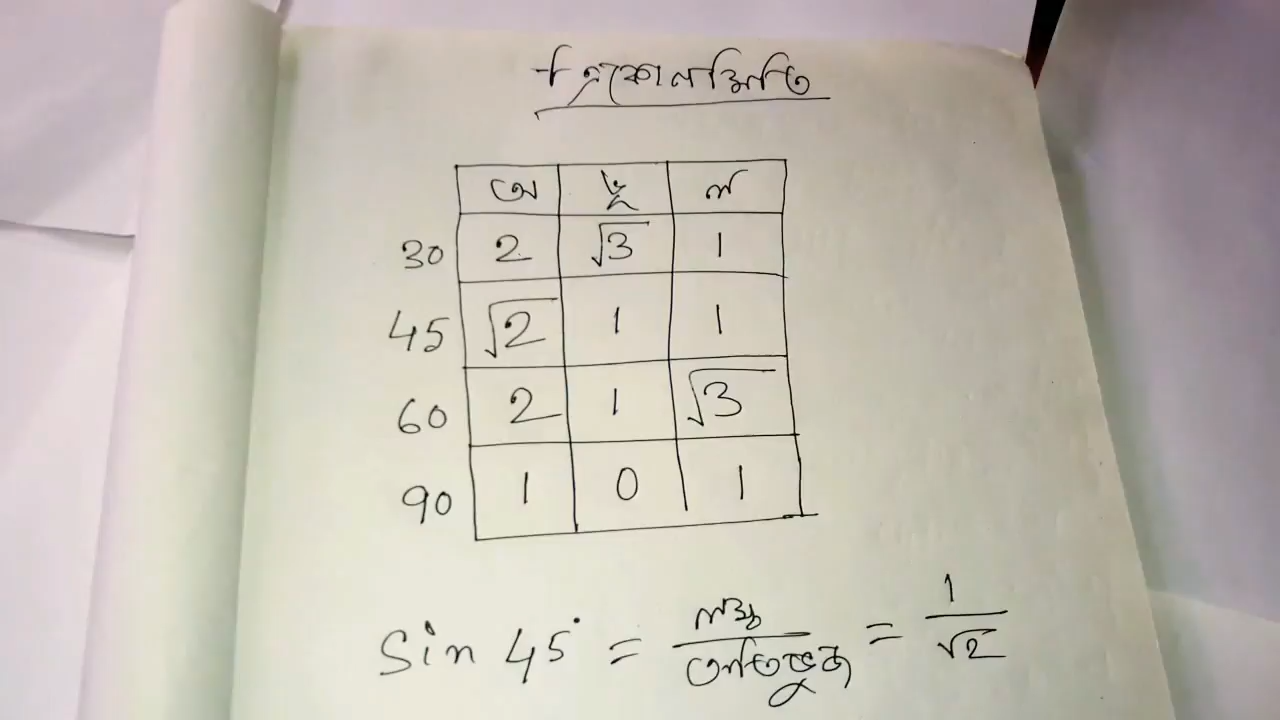 ত্রিকোনমিতি
অ ভূ ল
30 2 √3 1
45 √2 1 1
60 2 1 √3
90 1 0 1
Sin 45° = লম্ব/অতিভুজ = 1/√2